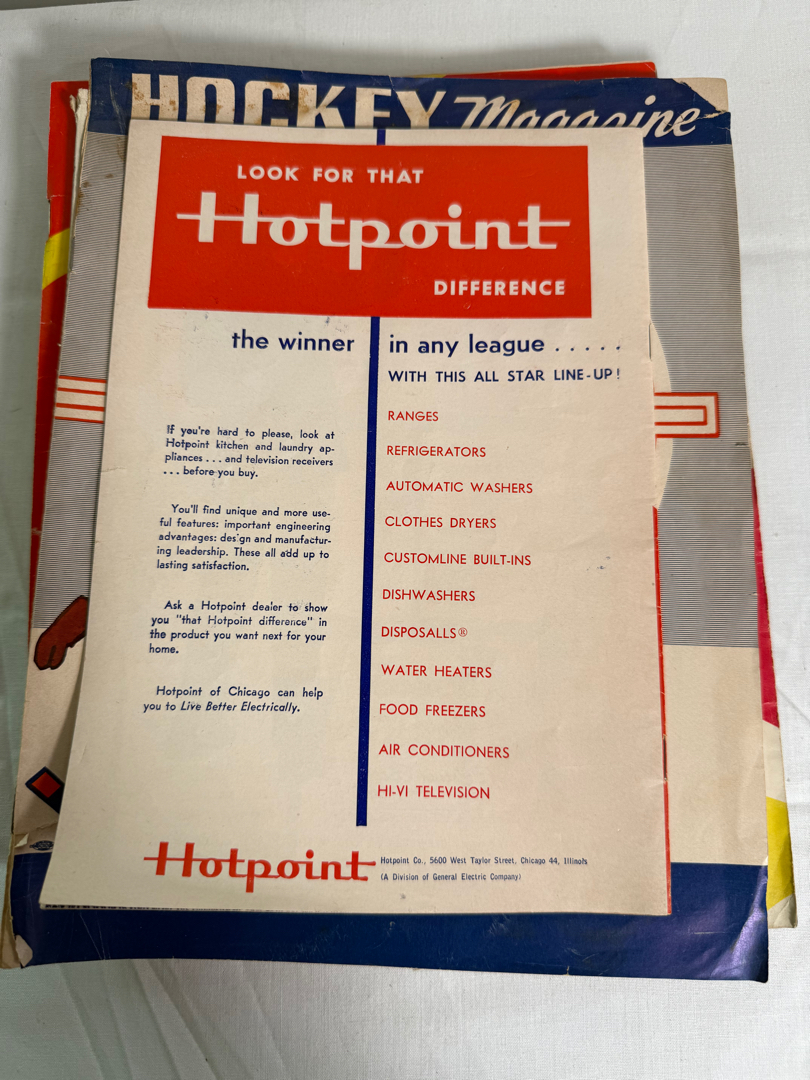 HOCKEY Magazine
LOOK FOR THAT
Hotpoint
DIFFERENCE
the winner in any league . . . . .
WITH THIS ALL STAR LINE-UP!
If you're hard to please, look at
Hotpoint kitchen and laundry ap-
pliances . . . and television receivers
. . . before you buy.
You'll find unique and more use-
ful features: important engineering
advantages: design and manufactur-
ing leadership. These all add up to
lasting satisfaction.
Ask a Hotpoint dealer to show
you "that Hotpoint difference" in
the product you want next for your
home.
Hotpoint of Chicago can help
you to Live Better Electrically.
RANGES
REFRIGERATORS
AUTOMATIC WASHERS
CLOTHES DRYERS
CUSTOMLINE BUILT-INS
DISHWASHERS
DISPOSALLS®
WATER HEATERS
FOOD FREEZERS
AIR CONDITIONERS
HI-VI TELEVISION
Hotpoint
Hotpoint Co., 5600 West Taylor Street, Chicago 44, Illinois
(A Division of General Electric Company)